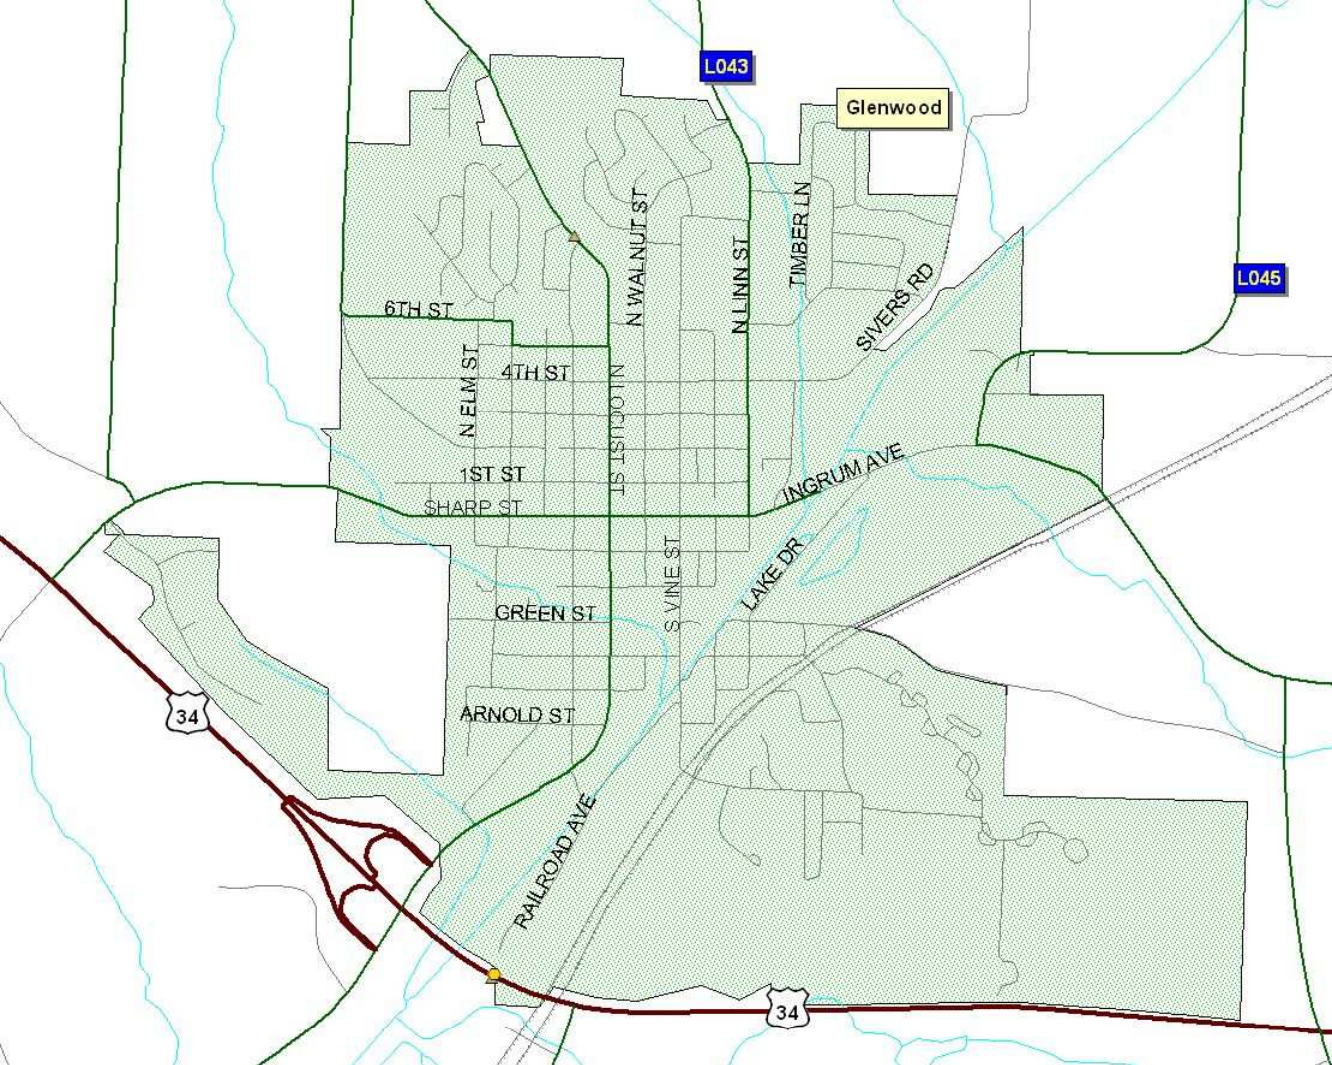 L043
Glenwood
N WALNUT ST
TIMBER LN
N LINN ST
L045
SIVERS RD
6TH ST
N ELM ST
4TH ST
N LOCUST ST
1ST ST
INGRUM AVE
SHARP ST
S VINE ST
LAKE DR
GREEN ST
34
ARNOLD ST
RAILROAD AVE
34